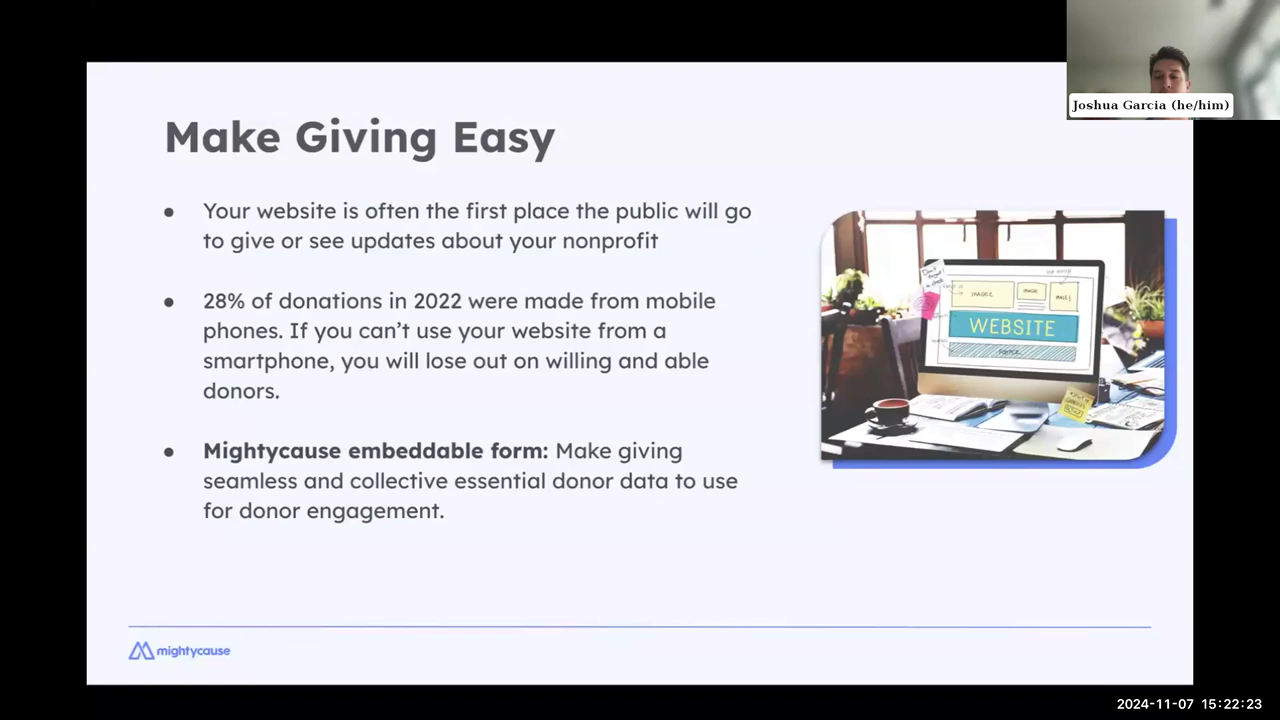 Joshua Garcia (he/him)
Make Giving Easy
● Your website is often the first place the public will go
to give or see updates about your nonprofit
● 28% of donations in 2022 were made from mobile
phones. If you can’t use your website from a
smartphone, you will lose out on willing and able
donors.
● Mightycause embeddable form: Make giving
seamless and collective essential donor data to use
for donor engagement.
WEBSITE
mightycause
2024-11-07 15:22:23